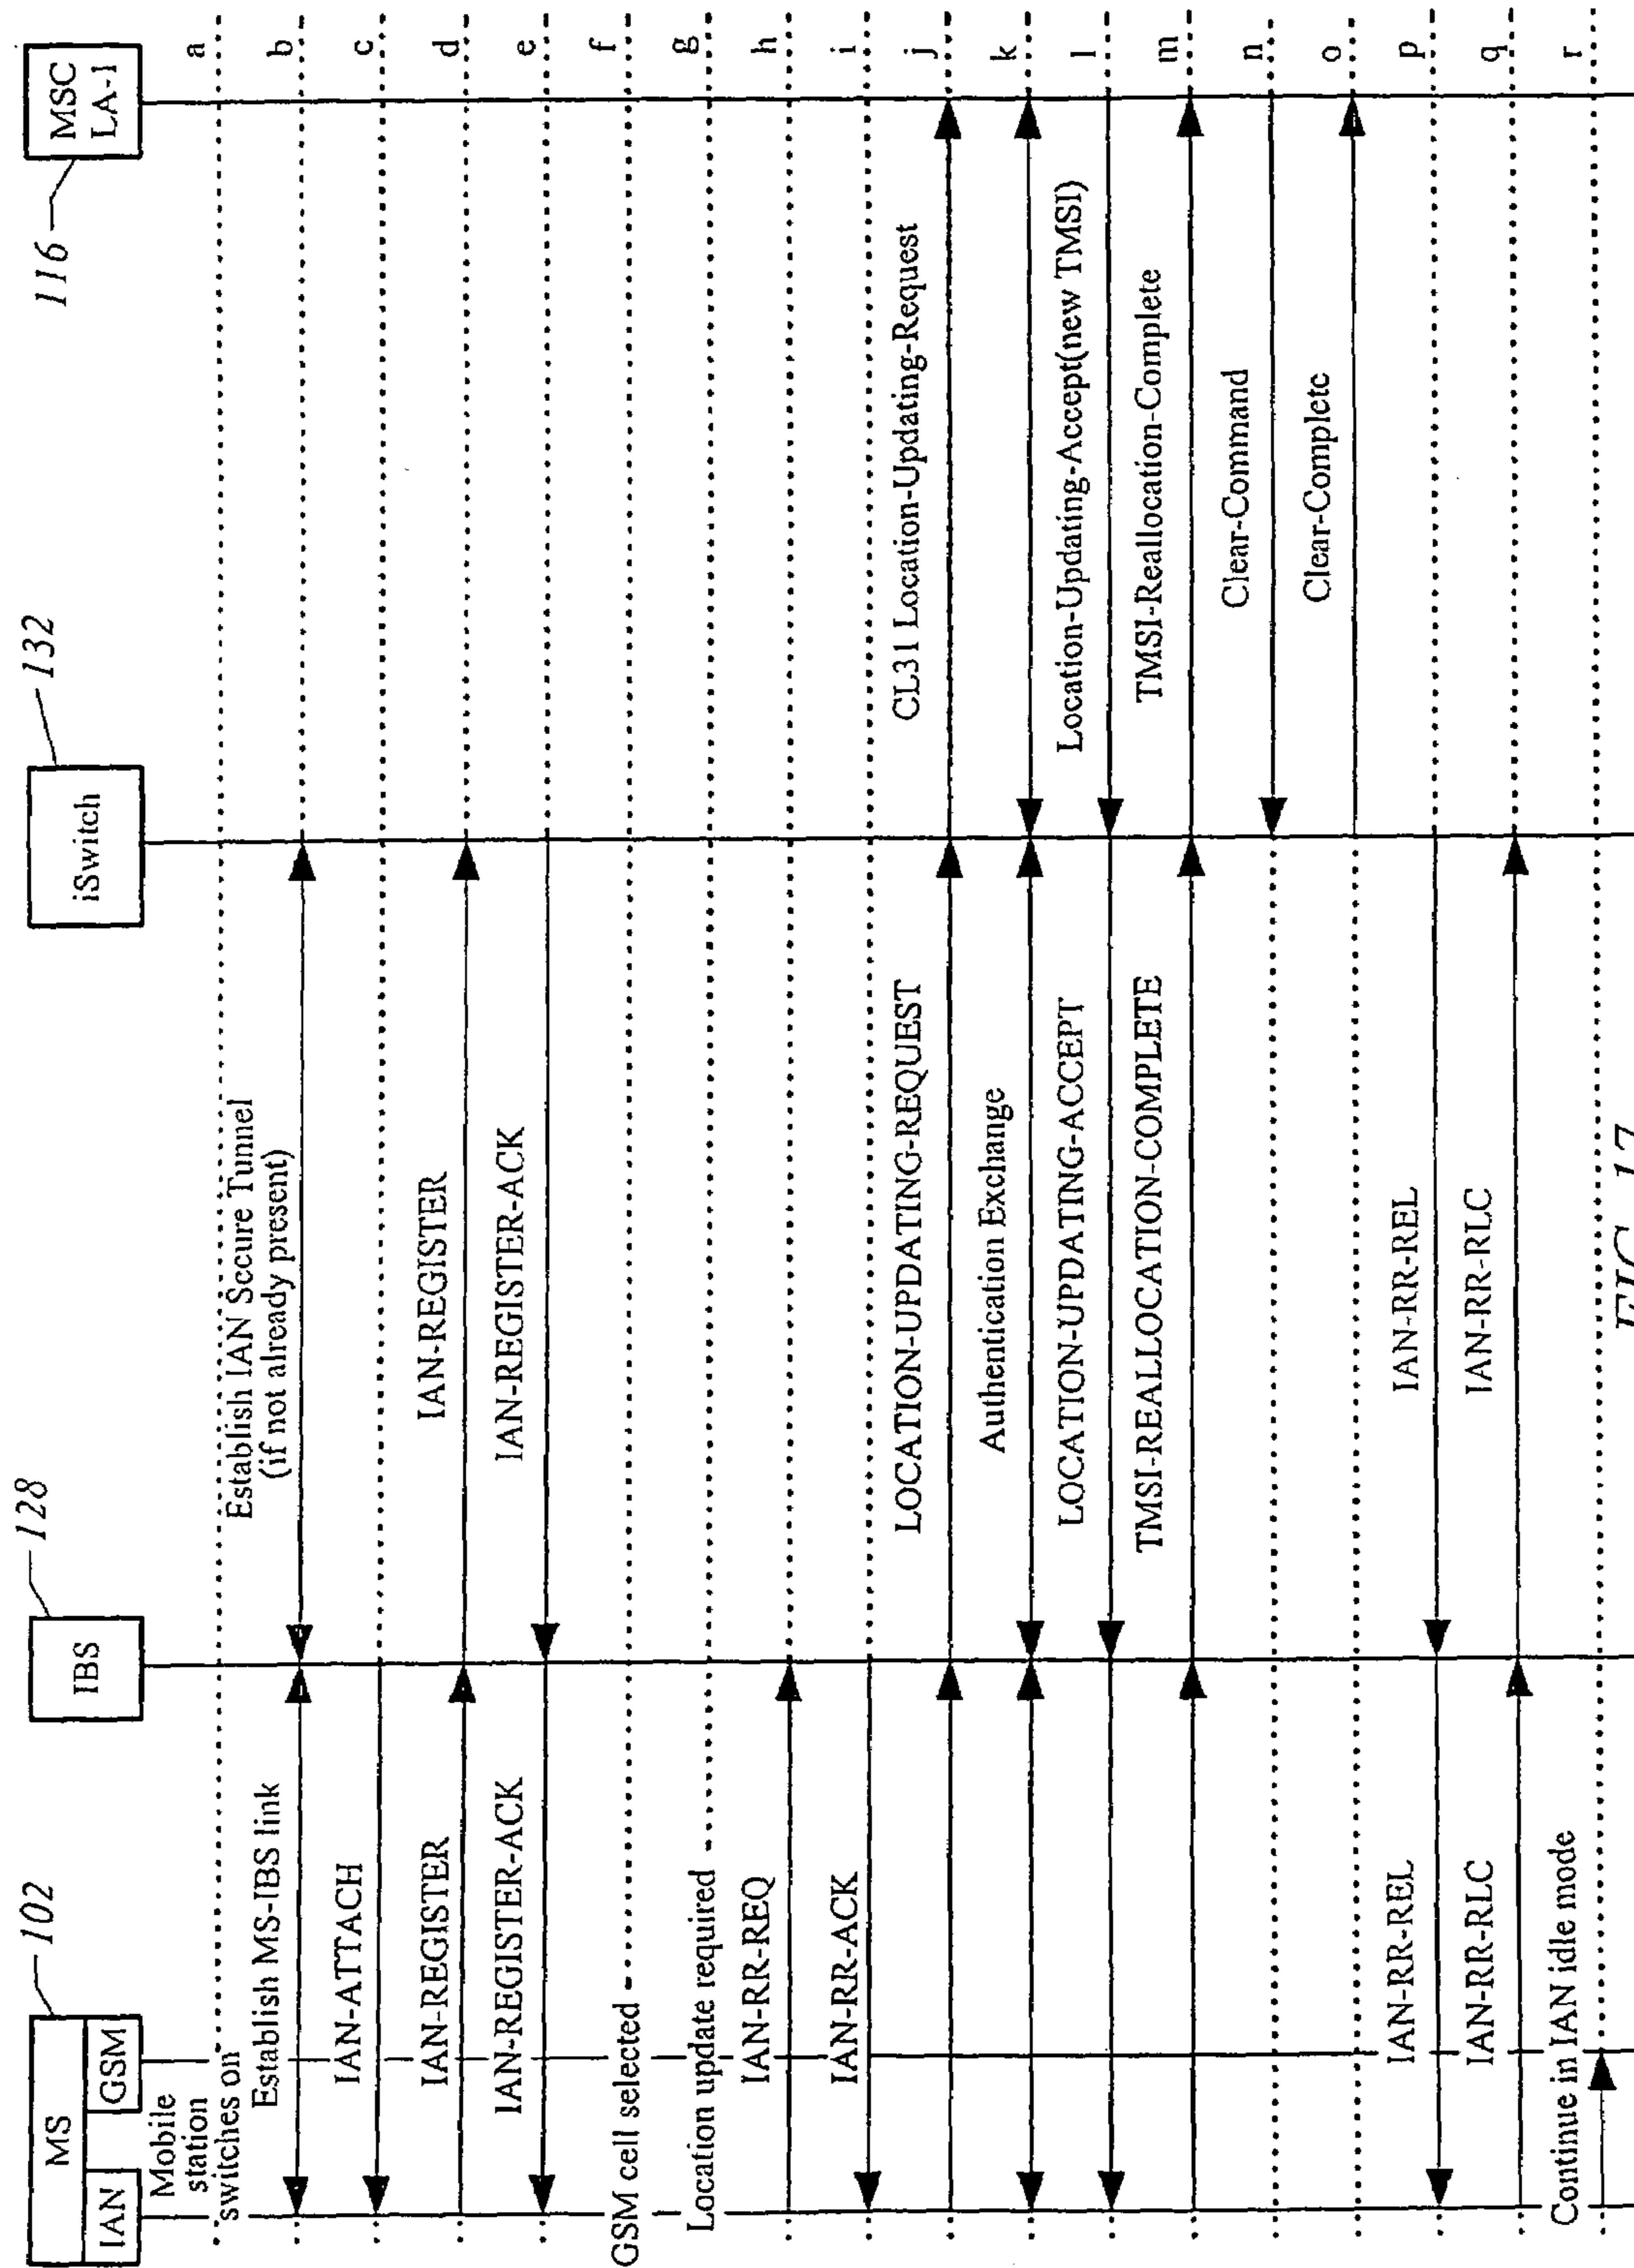 MS
IAN
GSM
102
IBS
128
iSwitch
132
MSC
LA-1
116
Mobile
station
switches on
a
Establish MS-IBS link
Establish IAN Secure Tunnel
(if not already present)
b
IAN-ATTACH
c
IAN-REGISTER
IAN-REGISTER
d
IAN-REGISTER-ACK
IAN-REGISTER-ACK
e
GSM cell selected
f
Location update required
g
IAN-RR-REQ
h
IAN-RR-ACK
i
LOCATION-UPDATING-REQUEST
CL31 Location-Updating-Request
j
Authentication Exchange
k
LOCATION-UPDATING-ACCEPT
Location-Updating-Accept(new TMSI)
l
TMSI-REALLOCATION-COMPLETE
TMSI-Reallocation-Complete
m
Clear-Command
n
Clear-Complete
o
IAN-RR-REL
IAN-RR-REL
p
IAN-RR-RLC
IAN-RR-RLC
q
Continue in IAN idle mode
r